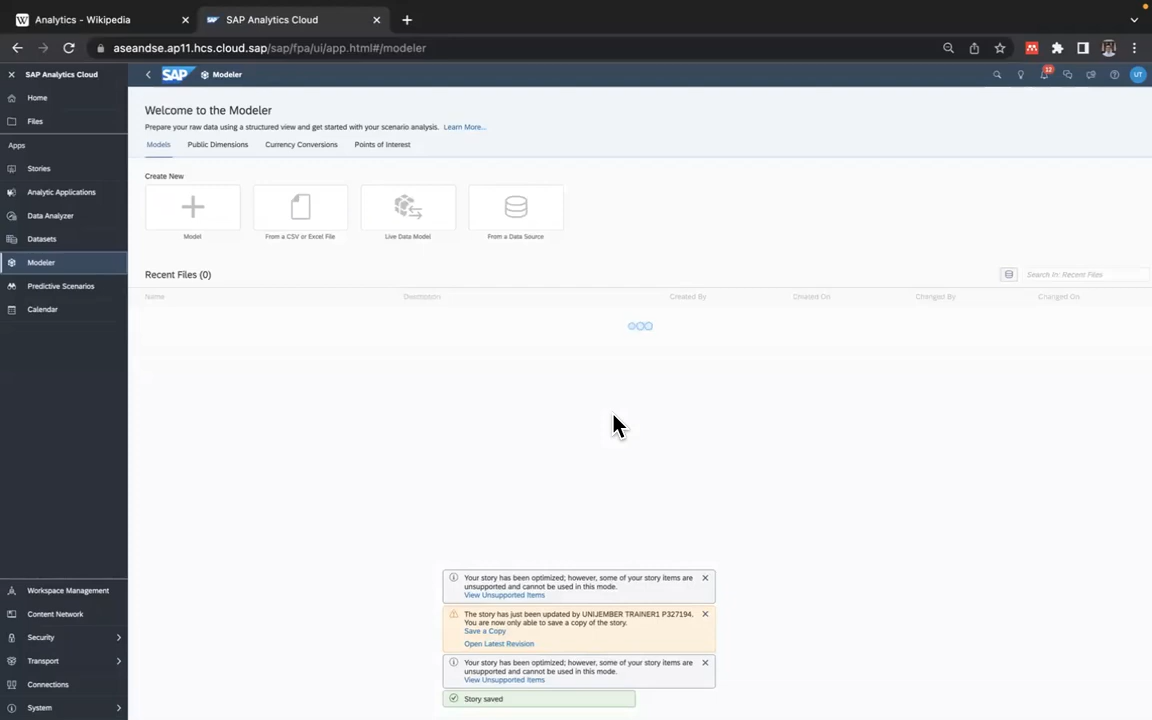 Analytics - Wikipedia
SAP Analytics Cloud
aseandse.ap11.hcs.cloud.sap/sap/fpa/ui/app.html#/modeler
SAP Analytics Cloud
SAP
Modeler
12
UT
Home
Files
Apps
Stories
Analytic Applications
Data Analyzer
Datasets
Modeler
Predictive Scenarios
Calendar
Workspace Management
Content Network
Security
Transport
Connections
System
Welcome to the Modeler
Prepare your raw data using a structured view and get started with your scenario analysis. Learn More...
Models
Public Dimensions
Currency Conversions
Points of Interest
Create New
Model
From a CSV or Excel File
Live Data Model
From a Data Source
Recent Files (0)
Search In: Recent Files
Name
Description
Created By
Created On
Changed By
Changed On
Your story has been optimized; however, some of your story items are
unsupported and cannot be used in this mode.
View Unsupported Items
The story has just been updated by UNIJEMBER TRAINER1 P327194.
You are now only able to save a copy of the story.
Save a Copy
Open Latest Revision
Your story has been optimized; however, some of your story items are
unsupported and cannot be used in this mode.
View Unsupported Items
Story saved